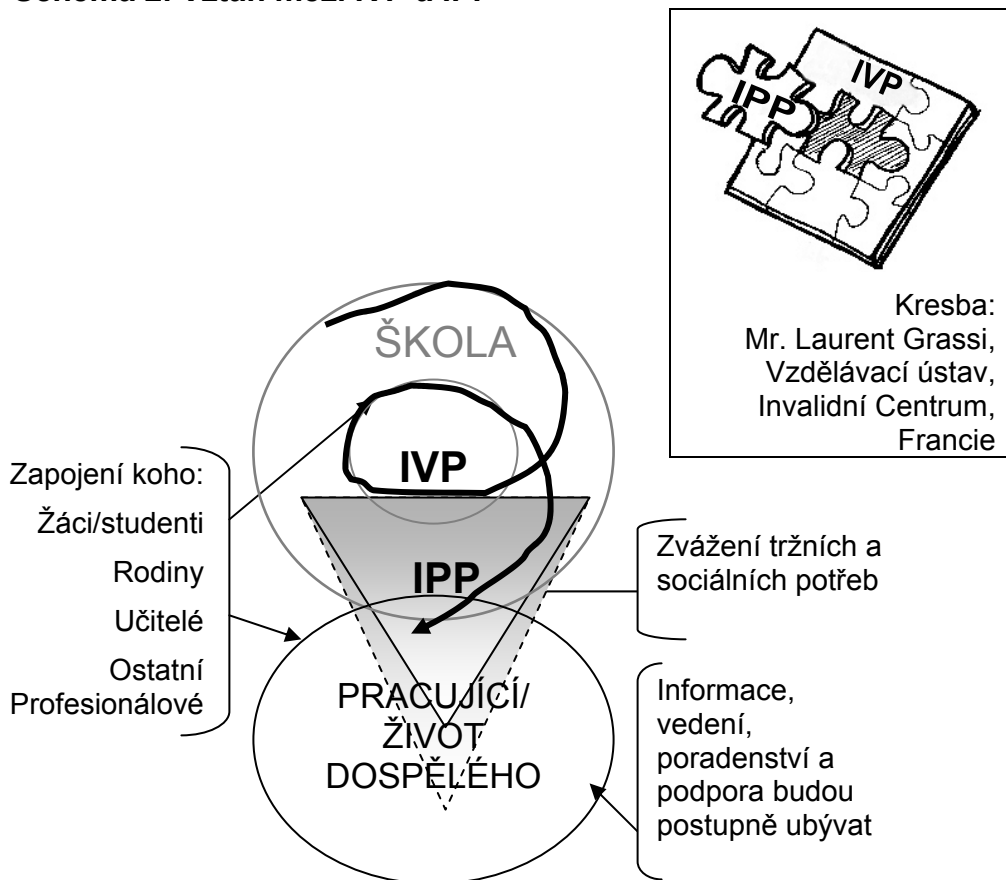 IPP
IVP
Kresba:
Mr. Laurent Grassi,
Vzdělávací ústav,
Invalidní Centrum,
Francie
ŠKOLA
IVP
IPP
PRACUJÍCÍ/
ŽIVOT
DOSPĚLÉHO
Zapojení koho:
Žáci/studenti
Rodiny
Učitelé
Ostatní
Profesionálové
Zvážení tržních a
sociálních potřeb
Informace,
vedení,
poradenství a
podpora budou
postupně ubývat